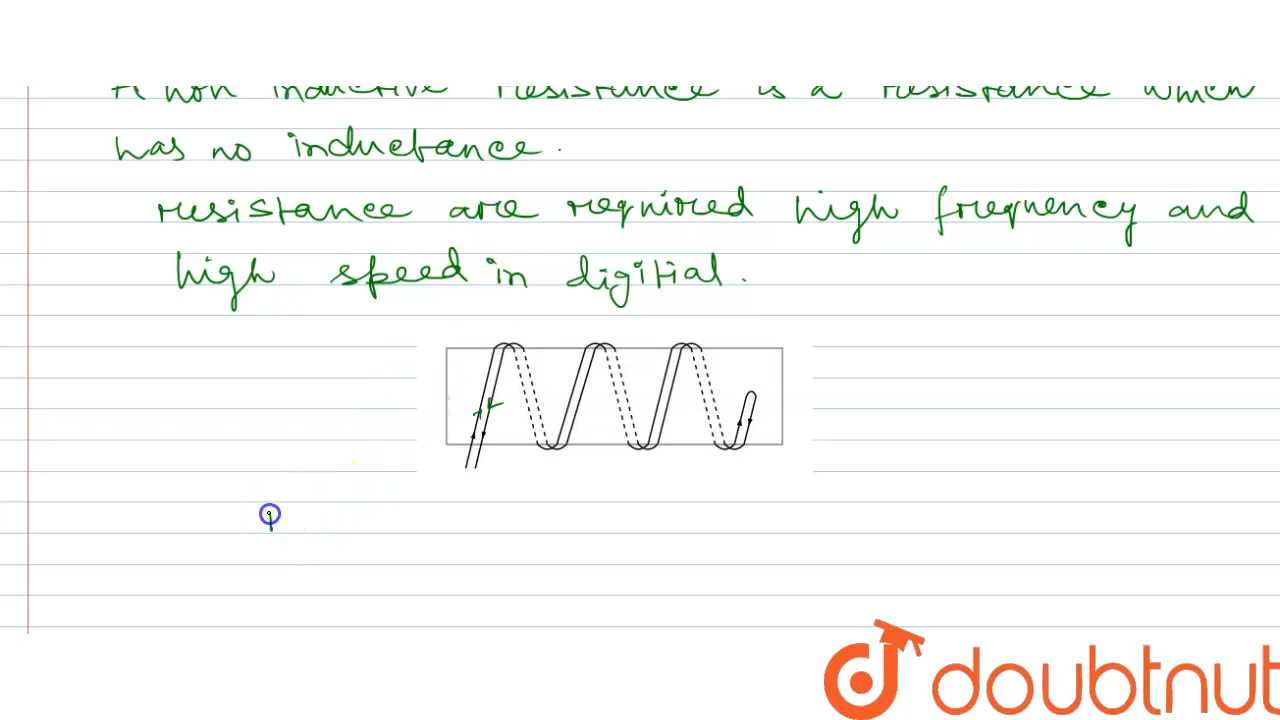 A non inductive resistance is a resistance which
has no inductance.
resistance are required high frequency and
high speed in digitial.
doubtnut